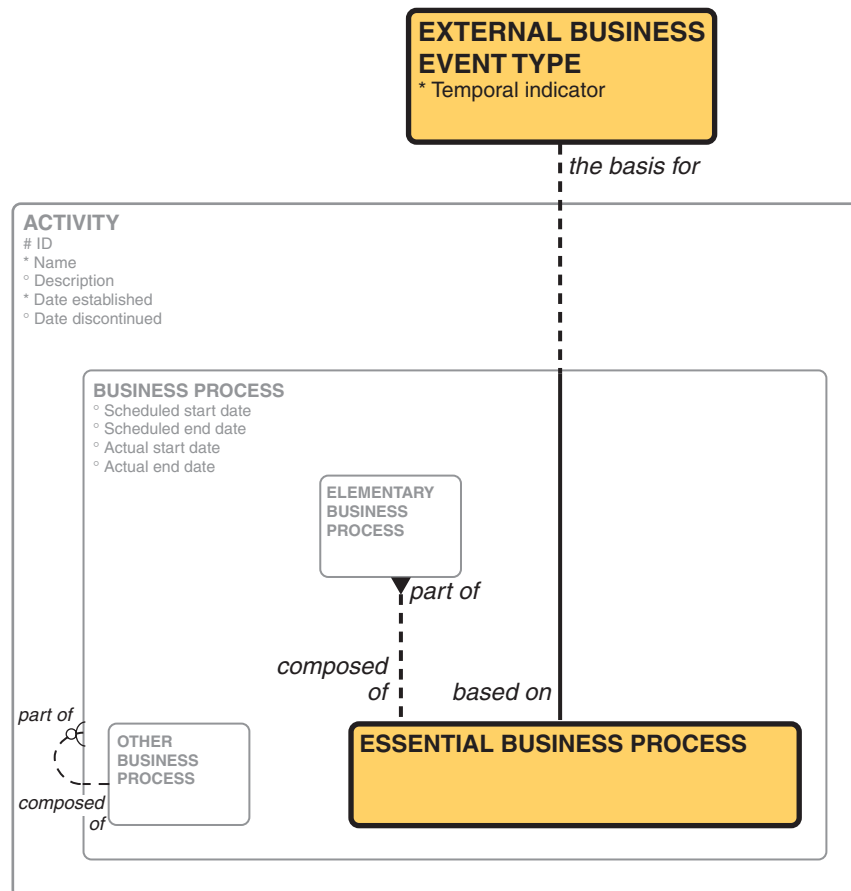 EXTERNAL BUSINESS
EVENT TYPE
* Temporal indicator
the basis for
ACTIVITY
# ID
* Name
° Description
* Date established
° Date discontinued
BUSINESS PROCESS
° Scheduled start date
° Scheduled end date
° Actual start date
° Actual end date
ELEMENTARY
BUSINESS
PROCESS
part of
composed
of
based on
part of
OTHER
BUSINESS
PROCESS
composed
of
ESSENTIAL BUSINESS PROCESS